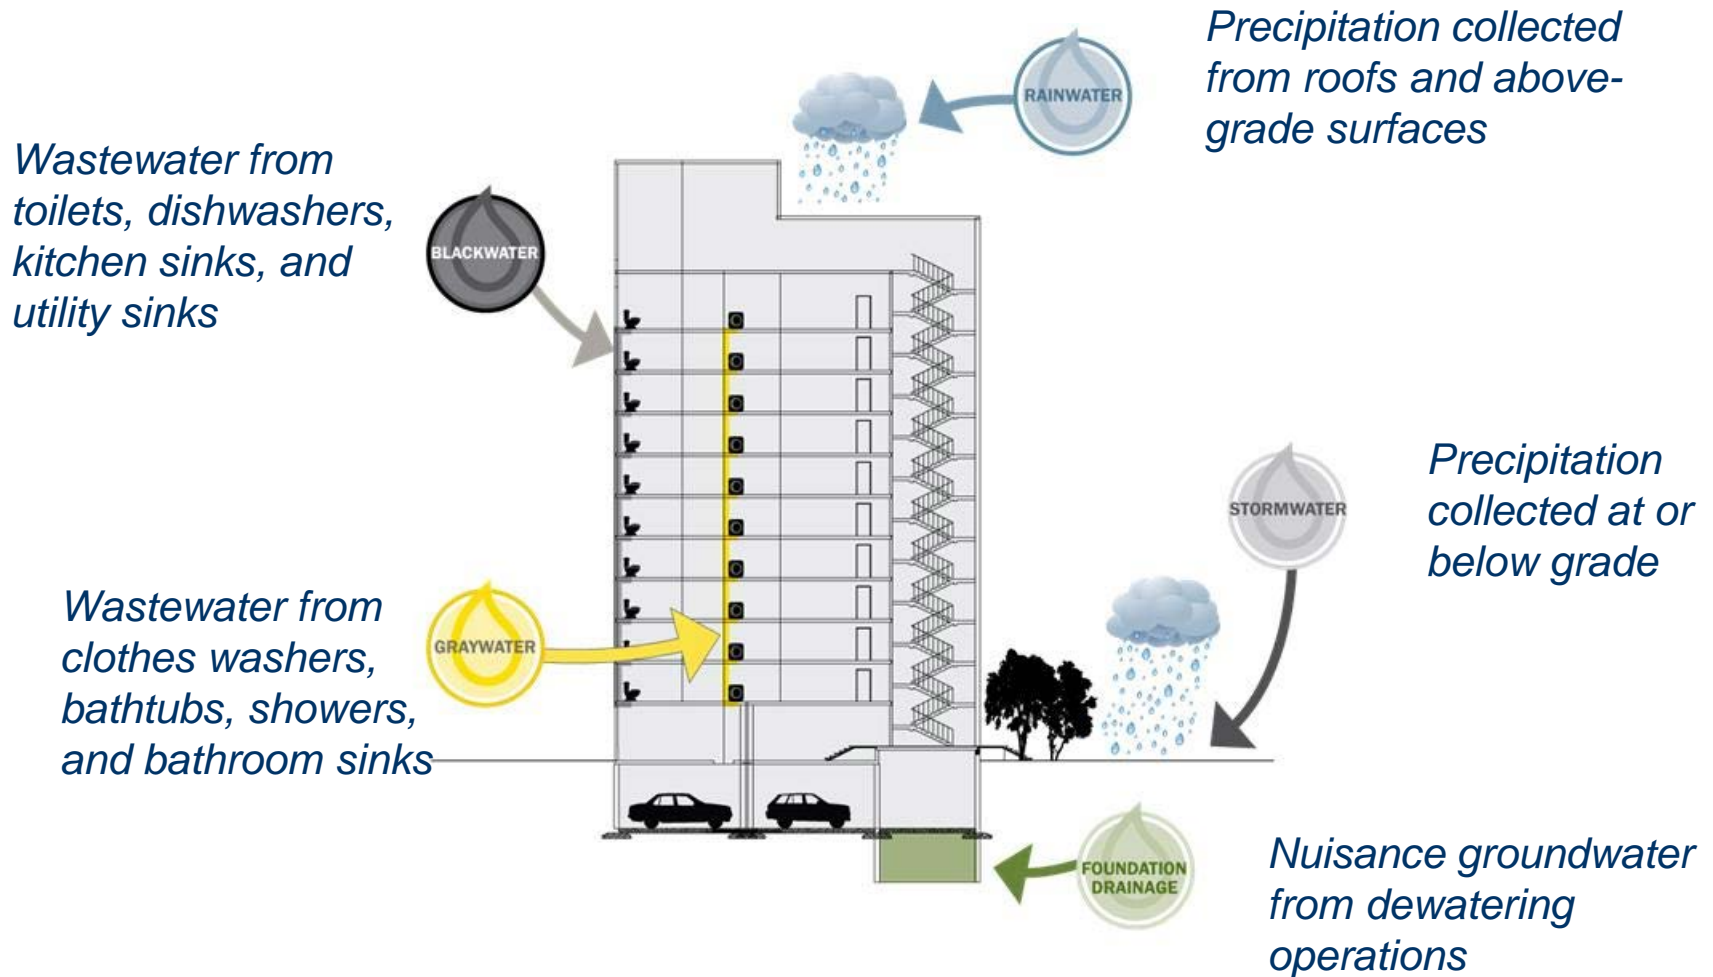 Precipitation collected
from roofs and above-
grade surfaces
RAINWATER
Wastewater from
toilets, dishwashers,
kitchen sinks, and
utility sinks
BLACKWATER
Precipitation
collected at or
below grade
STORMWATER
Wastewater from
clothes washers,
bathtubs, showers,
and bathroom sinks
GRAYWATER
FOUNDATION
DRAINAGE
Nuisance groundwater
from dewatering
operations